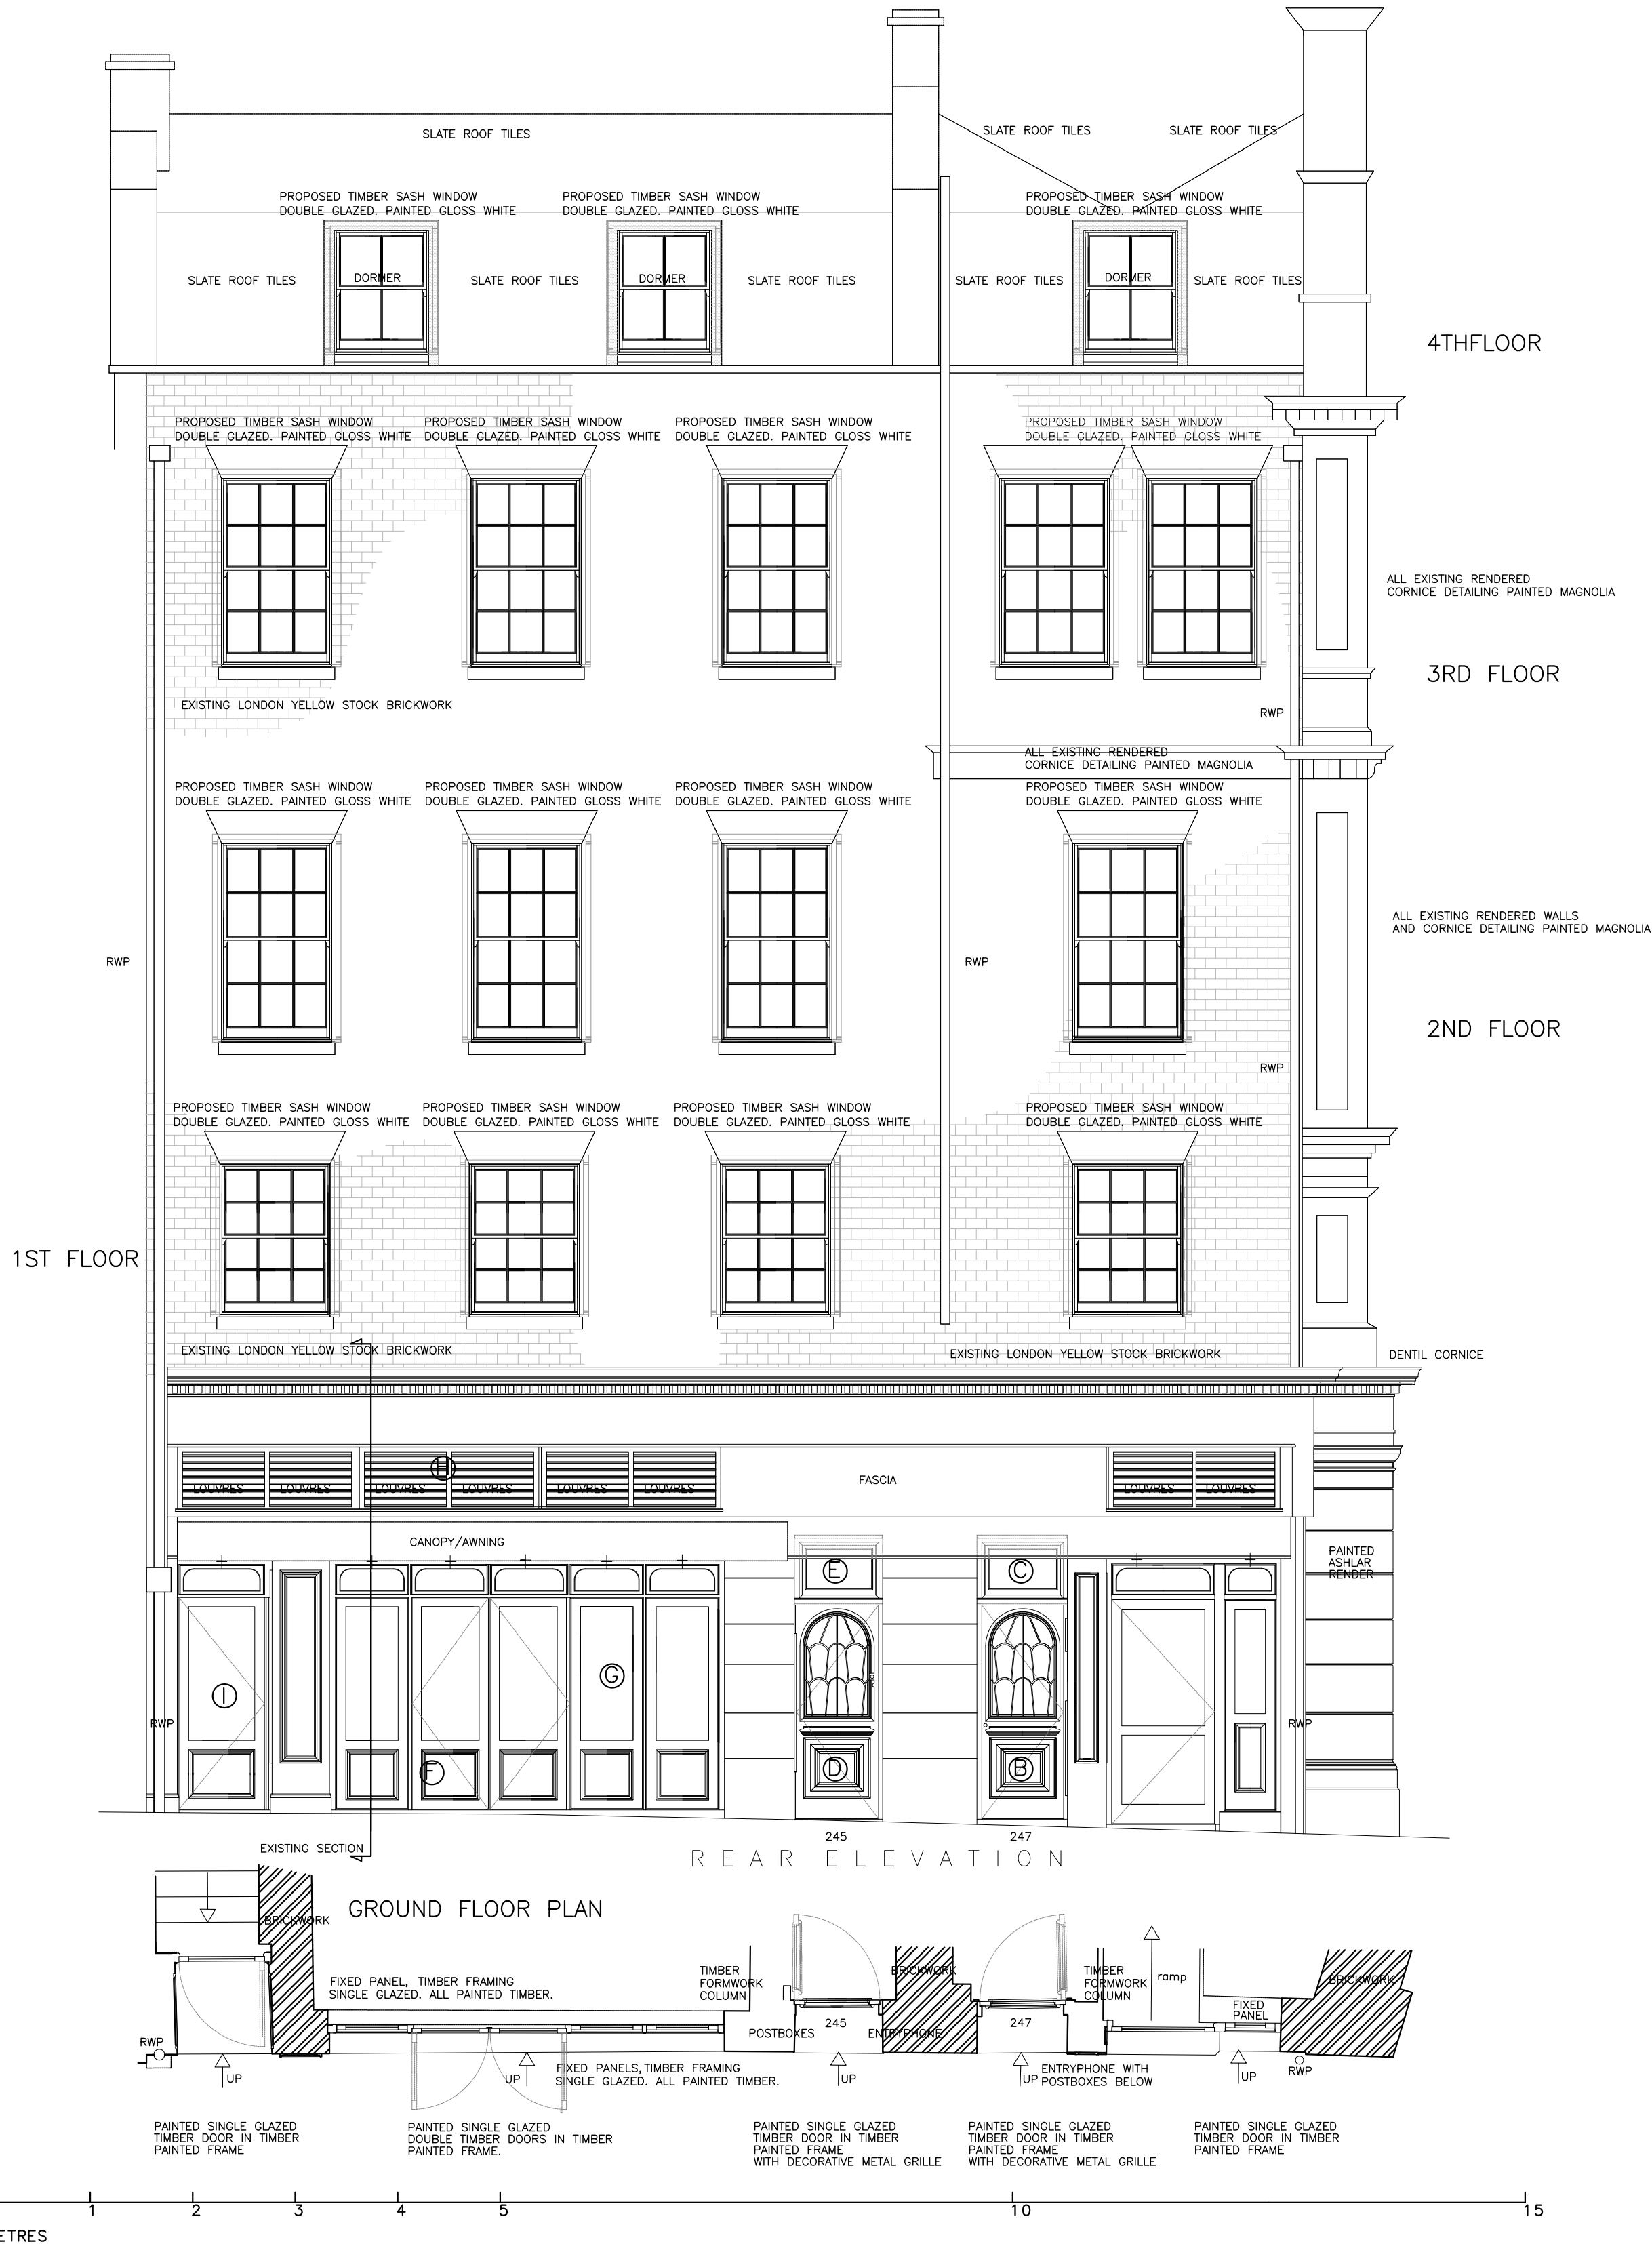 SLATE ROOF TILES
SLATE ROOF TILES
SLATE ROOF TILES
PROPOSED TIMBER SASH WINDOW
DOUBLE GLAZED. PAINTED GLOSS WHITE
PROPOSED TIMBER SASH WINDOW
DOUBLE GLAZED. PAINTED GLOSS WHITE
PROPOSED TIMBER SASH WINDOW
DOUBLE GLAZED. PAINTED GLOSS WHITE
SLATE ROOF TILES
DORMER
SLATE ROOF TILES
DORMER
SLATE ROOF TILES
SLATE ROOF TILES
DORMER
SLATE ROOF TILES
4THFLOOR
PROPOSED TIMBER SASH WINDOW
DOUBLE GLAZED. PAINTED GLOSS WHITE
PROPOSED TIMBER SASH WINDOW
DOUBLE GLAZED. PAINTED GLOSS WHITE
PROPOSED TIMBER SASH WINDOW
DOUBLE GLAZED. PAINTED GLOSS WHITE
PROPOSED TIMBER SASH WINDOW
DOUBLE GLAZED. PAINTED GLOSS WHITE
ALL EXISTING RENDERED
CORNICE DETAILING PAINTED MAGNOLIA
3RD FLOOR
EXISTING LONDON YELLOW STOCK BRICKWORK
RWP
ALL EXISTING RENDERED
CORNICE DETAILING PAINTED MAGNOLIA
PROPOSED TIMBER SASH WINDOW
DOUBLE GLAZED. PAINTED GLOSS WHITE
PROPOSED TIMBER SASH WINDOW
DOUBLE GLAZED. PAINTED GLOSS WHITE
PROPOSED TIMBER SASH WINDOW
DOUBLE GLAZED. PAINTED GLOSS WHITE
PROPOSED TIMBER SASH WINDOW
DOUBLE GLAZED. PAINTED GLOSS WHITE
ALL EXISTING RENDERED WALLS
AND CORNICE DETAILING PAINTED MAGNOLIA
RWP
RWP
2ND FLOOR
RWP
PROPOSED TIMBER SASH WINDOW
DOUBLE GLAZED. PAINTED GLOSS WHITE
PROPOSED TIMBER SASH WINDOW
DOUBLE GLAZED. PAINTED GLOSS WHITE
PROPOSED TIMBER SASH WINDOW
DOUBLE GLAZED. PAINTED GLOSS WHITE
PROPOSED TIMBER SASH WINDOW
DOUBLE GLAZED. PAINTED GLOSS WHITE
1ST FLOOR
EXISTING LONDON YELLOW STOCK BRICKWORK
EXISTING LONDON YELLOW STOCK BRICKWORK
DENTIL CORNICE
H
LOUVRES
LOUVRES
LOUVRES
LOUVRES
LOUVRES
LOUVRES
FASCIA
LOUVRES
LOUVRES
CANOPY/AWNING
PAINTED
ASHLAR
RENDER
E
C
I
G
RWP
RWP
F
D
B
245
247
EXISTING SECTION
REAR ELEVATION
GROUND FLOOR PLAN
BRICKWORK
FIXED PANEL, TIMBER FRAMING
SINGLE GLAZED. ALL PAINTED TIMBER.
TIMBER
FORMWORK
COLUMN
BRICKWORK
TIMBER
FORMWORK
COLUMN
ramp
BRICKWORK
FIXED
PANEL
245
247
POSTBOXES
ENTRYPHONE
RWP
UP
UP
FIXED PANELS, TIMBER FRAMING
SINGLE GLAZED. ALL PAINTED TIMBER.
UP
UP
ENTRYPHONE WITH
POSTBOXES BELOW
UP
RWP
PAINTED SINGLE GLAZED
TIMBER DOOR IN TIMBER
PAINTED FRAME
PAINTED SINGLE GLAZED
DOUBLE TIMBER DOORS IN TIMBER
PAINTED FRAME.
PAINTED SINGLE GLAZED
TIMBER DOOR IN TIMBER
PAINTED FRAME
WITH DECORATIVE METAL GRILLE
PAINTED SINGLE GLAZED
TIMBER DOOR IN TIMBER
PAINTED FRAME
WITH DECORATIVE METAL GRILLE
PAINTED SINGLE GLAZED
TIMBER DOOR IN TIMBER
PAINTED FRAME
1 2 3 4 5 10 15
ETRES